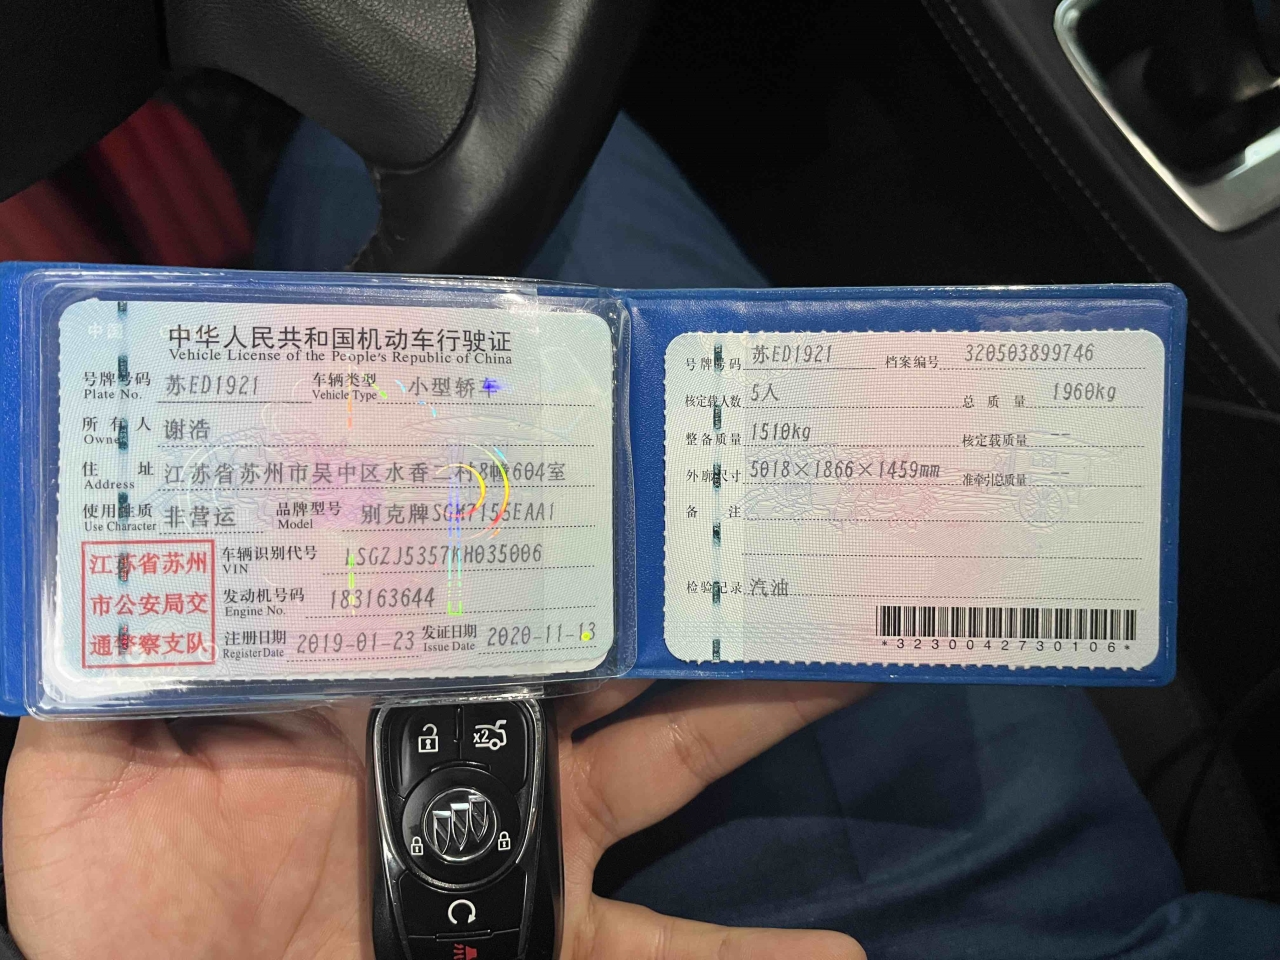 中华人民共和国机动车行驶证
Vehicle License of the People's Republic of China
号牌号码 苏ED1921 车辆类型 小型轿车
Plate No. Vehicle Type
所有人 谢浩
Owner
住址 江苏省苏州市吴中区水香二村8幢604室
Address
使用性质 非营运 品牌型号 别克牌SGM7155EAA1
Use Character Model
江苏省苏州
市公安局交
通警察支队
车辆识别代号 LSGZJ5357KH035006
VIN
发动机号码 183163644
Engine No.
注册日期 2019-01-23 发证日期 2020-11-13
Register Date Issue Date
号牌号码 苏ED1921 档案编号 320503899746
核定载人数 5人 总质量 1960kg
整备质量 1510kg 核定载质量 --
外廓尺寸 5018×1866×1459mm 准牵引总质量 --
备注
检验记录 汽油
*3230042730106*
x2